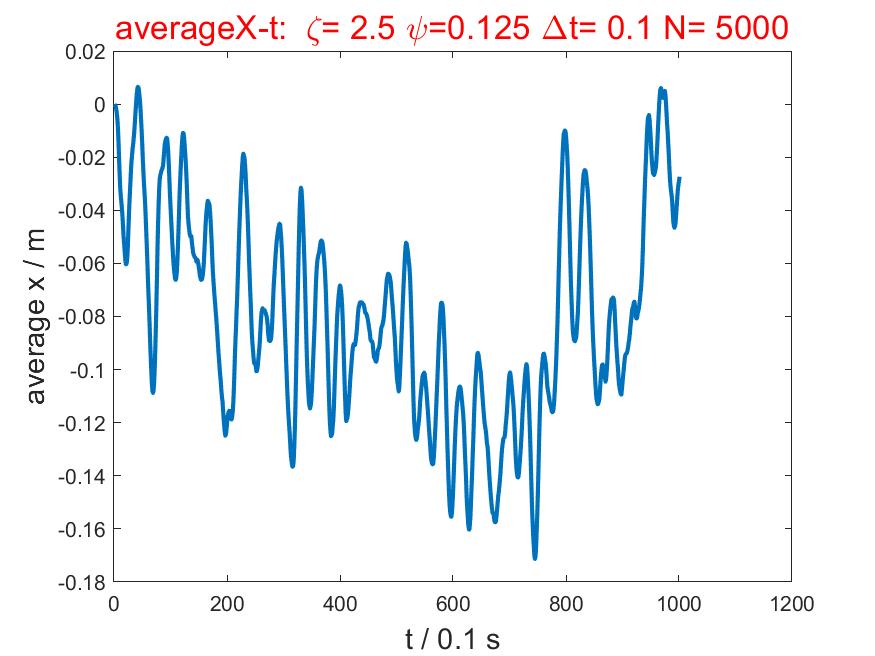 averageX-t: ζ= 2.5 ψ=0.125 Δt= 0.1 N= 5000
0.02
0
-0.02
-0.04
-0.06
-0.08
-0.1
-0.12
-0.14
-0.16
-0.18
average x / m
0 200 400 600 800 1000 1200
t / 0.1 s